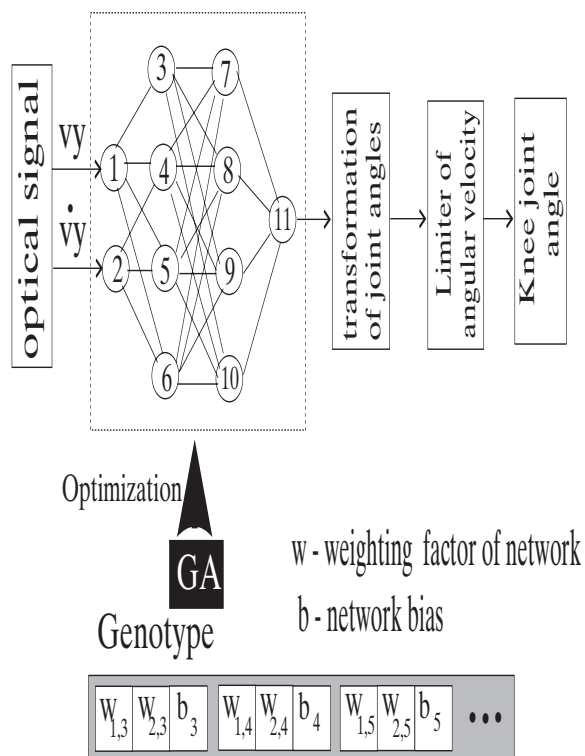 optical signal
vy
v̇y
1
2
3
4
5
6
7
8
9
10
11
transformation
of joint angles
Limiter of
angular velocity
Knee joint
angle
Optimization
GA
Genotype
w - weighting factor of network
b - network bias
w1,3 w2,3 b3 w1,4 w2,4 b4 w1,5 w2,5 b5 •••